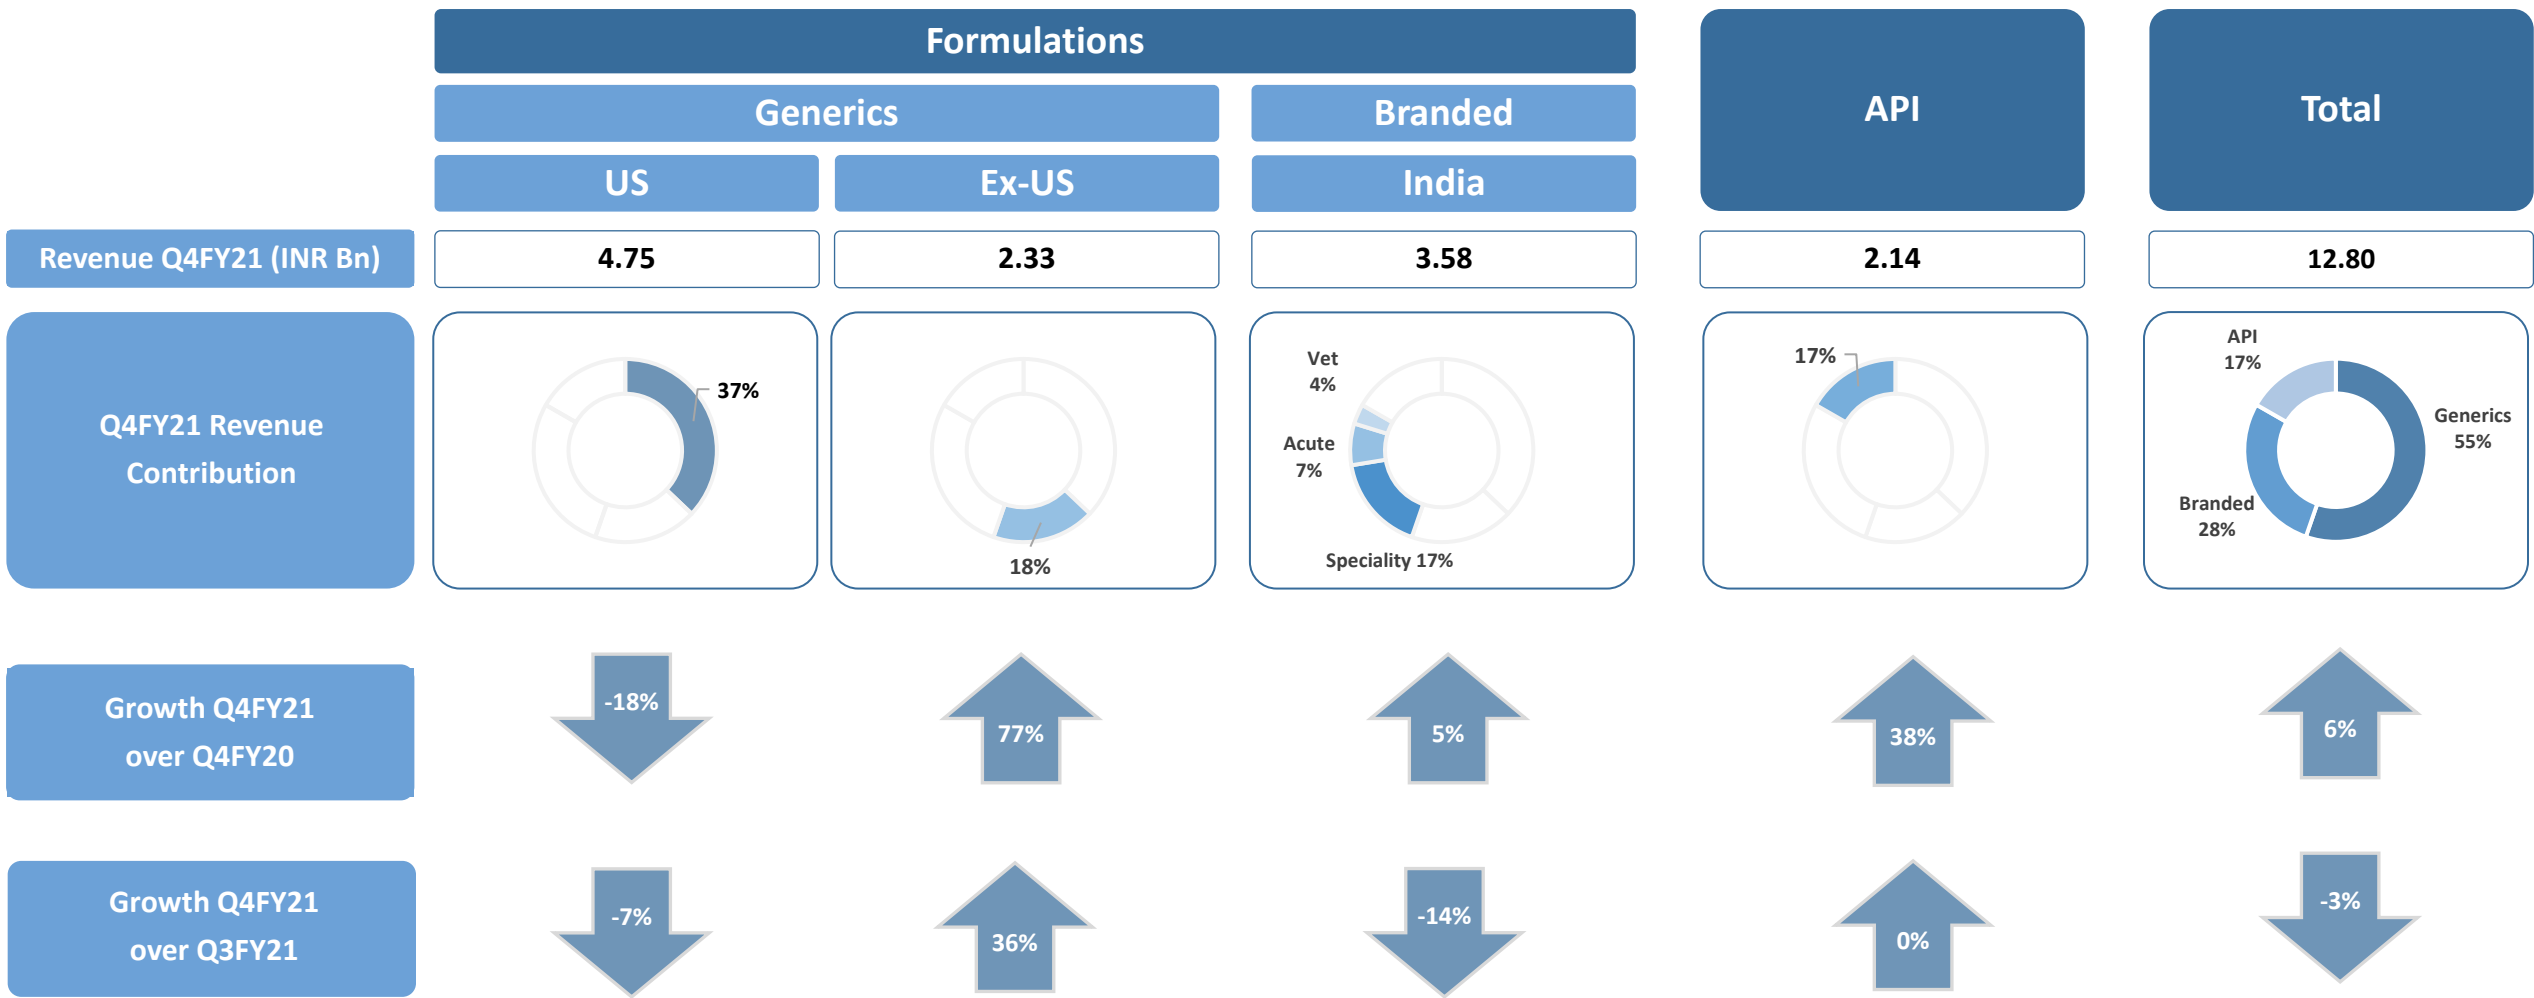 Formulations
API
Total
Generics
Branded
US
Ex-US
India
Revenue Q4FY21 (INR Bn)
4.75
2.33
3.58
2.14
12.80
Q4FY21 Revenue
Contribution
37%
18%
Vet
4%
Acute
7%
Speciality 17%
17%
API
17%
Generics
55%
Branded
28%
Growth Q4FY21
over Q4FY20
-18%
77%
5%
38%
6%
Growth Q4FY21
over Q3FY21
-7%
36%
-14%
0%
-3%